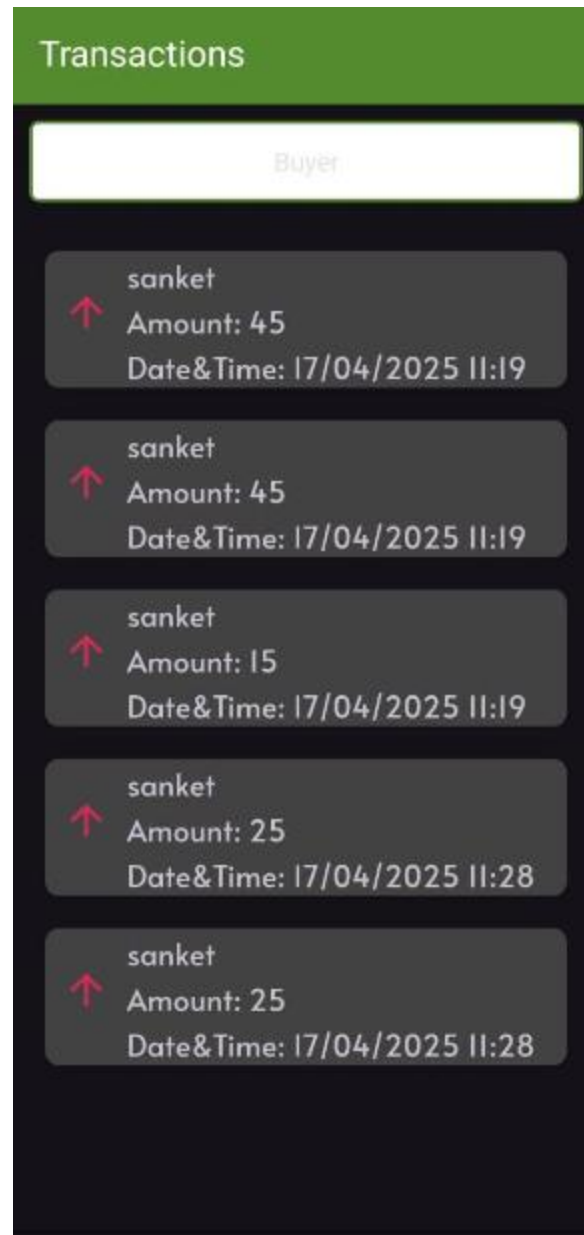 Transactions
Buyer
sanket
Amount: 45
Date&Time: 17/04/2025 11:19
sanket
Amount: 45
Date&Time: 17/04/2025 11:19
sanket
Amount: 15
Date&Time: 17/04/2025 11:19
sanket
Amount: 25
Date&Time: 17/04/2025 11:28
sanket
Amount: 25
Date&Time: 17/04/2025 11:28